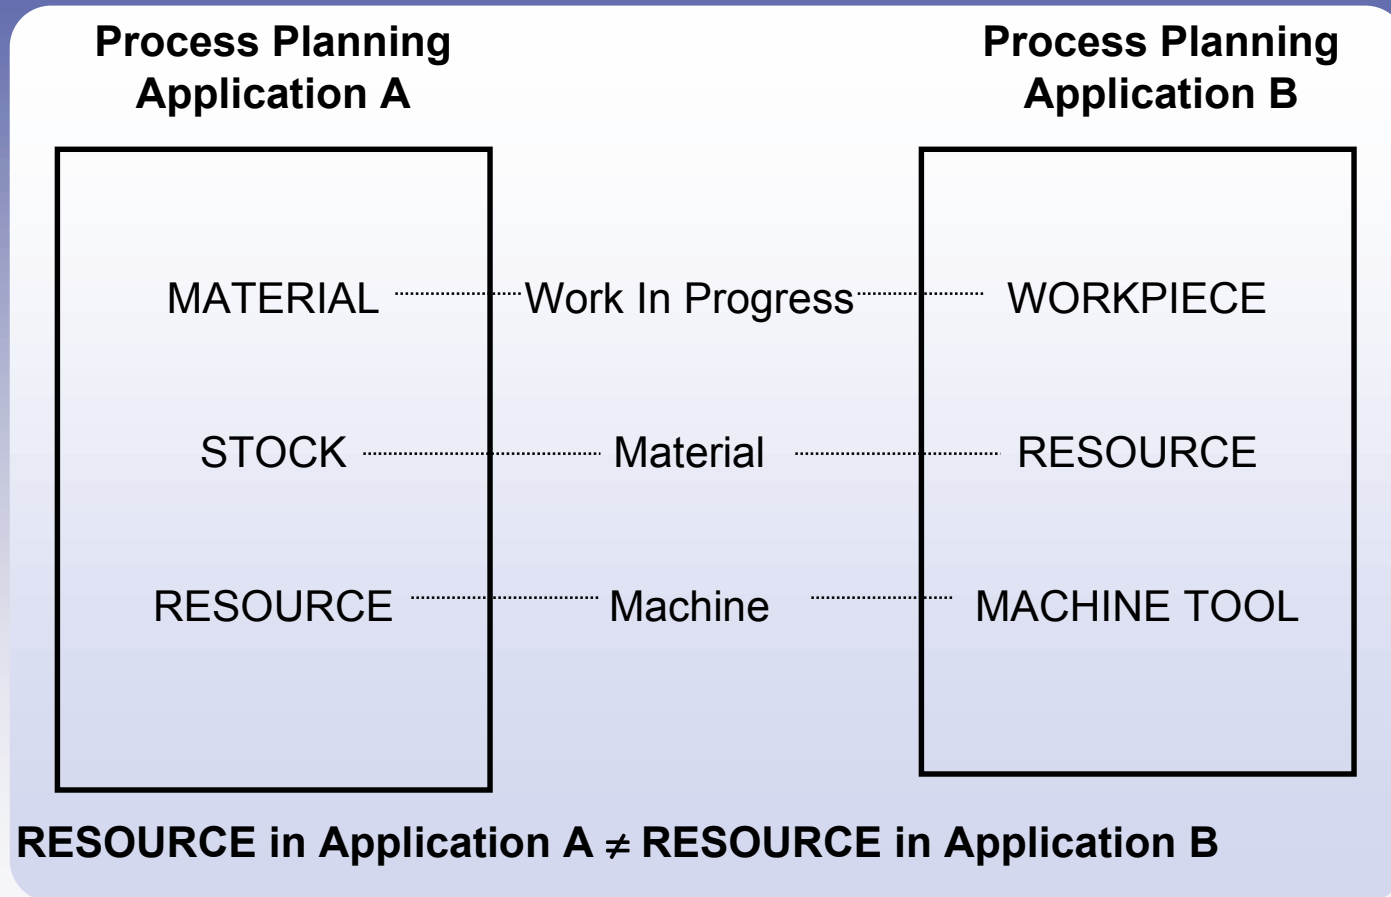 Process Planning
Application A
Process Planning
Application B
MATERIAL Work In Progress WORKPIECE
STOCK Material RESOURCE
RESOURCE Machine MACHINE TOOL
RESOURCE in Application A ≠ RESOURCE in Application B